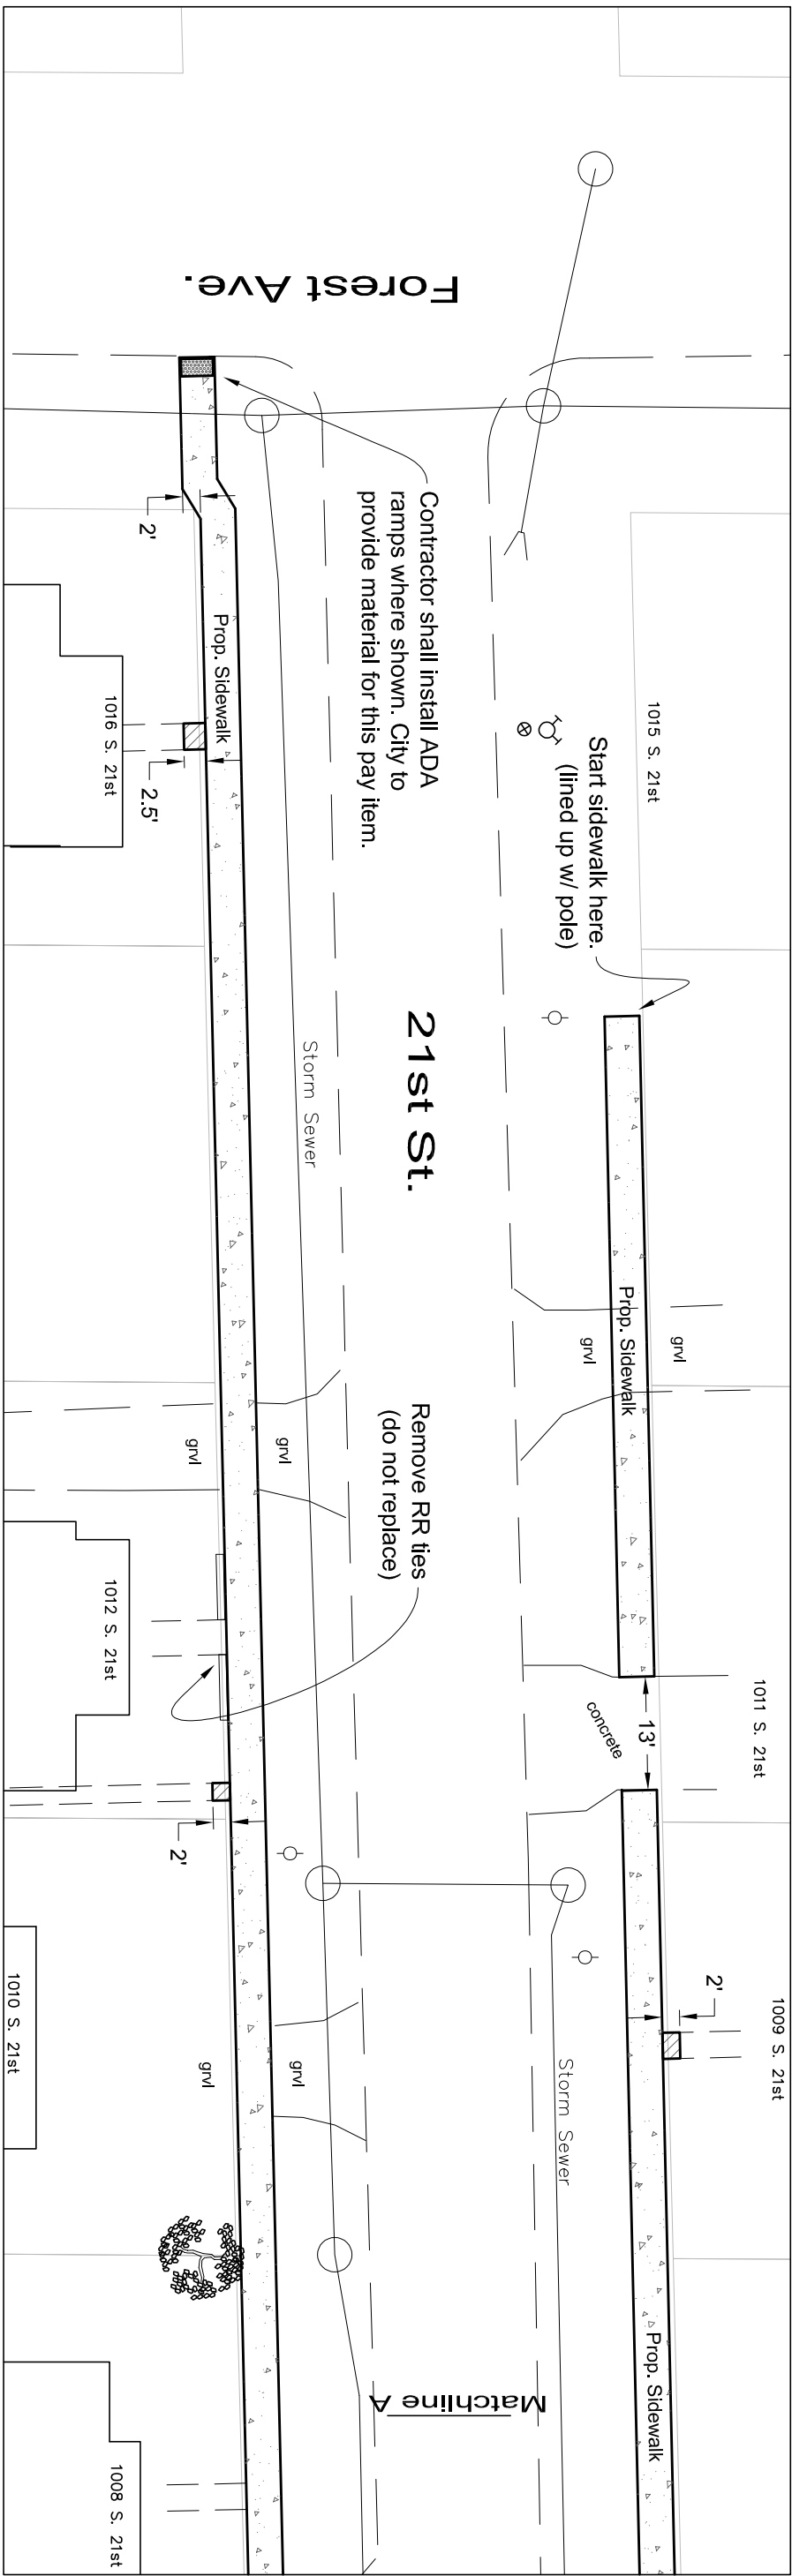 Forest Ave.
Contractor shall install ADA
ramps where shown. City to
provide material for this pay item.
2'
Prop. Sidewalk
1016 S. 21st
2.5'
1015 S. 21st
Start sidewalk here.
(lined up w/ pole)
21st St.
Storm Sewer
Prop. Sidewalk
grvl
grvl
Remove RR ties
(do not replace)
grvl
grvl
1012 S. 21st
2'
1011 S. 21st
13'
concrete
1009 S. 21st
2'
Storm Sewer
1010 S. 21st
grvl
grvl
Prop. Sidewalk
Matchline A
1008 S. 21st